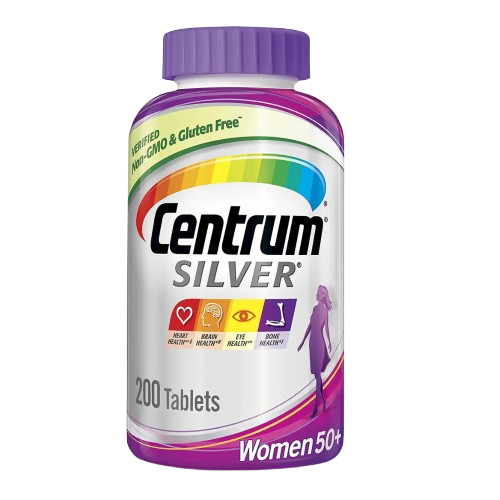 VERIFIED
Non-GMO & Gluten Free~
Centrum®
SILVER®
HEART
HEALTH**§
BRAIN
HEALTH*#
EYE
HEALTH**
BONE
HEALTH*‡
200 Tablets
Women 50+